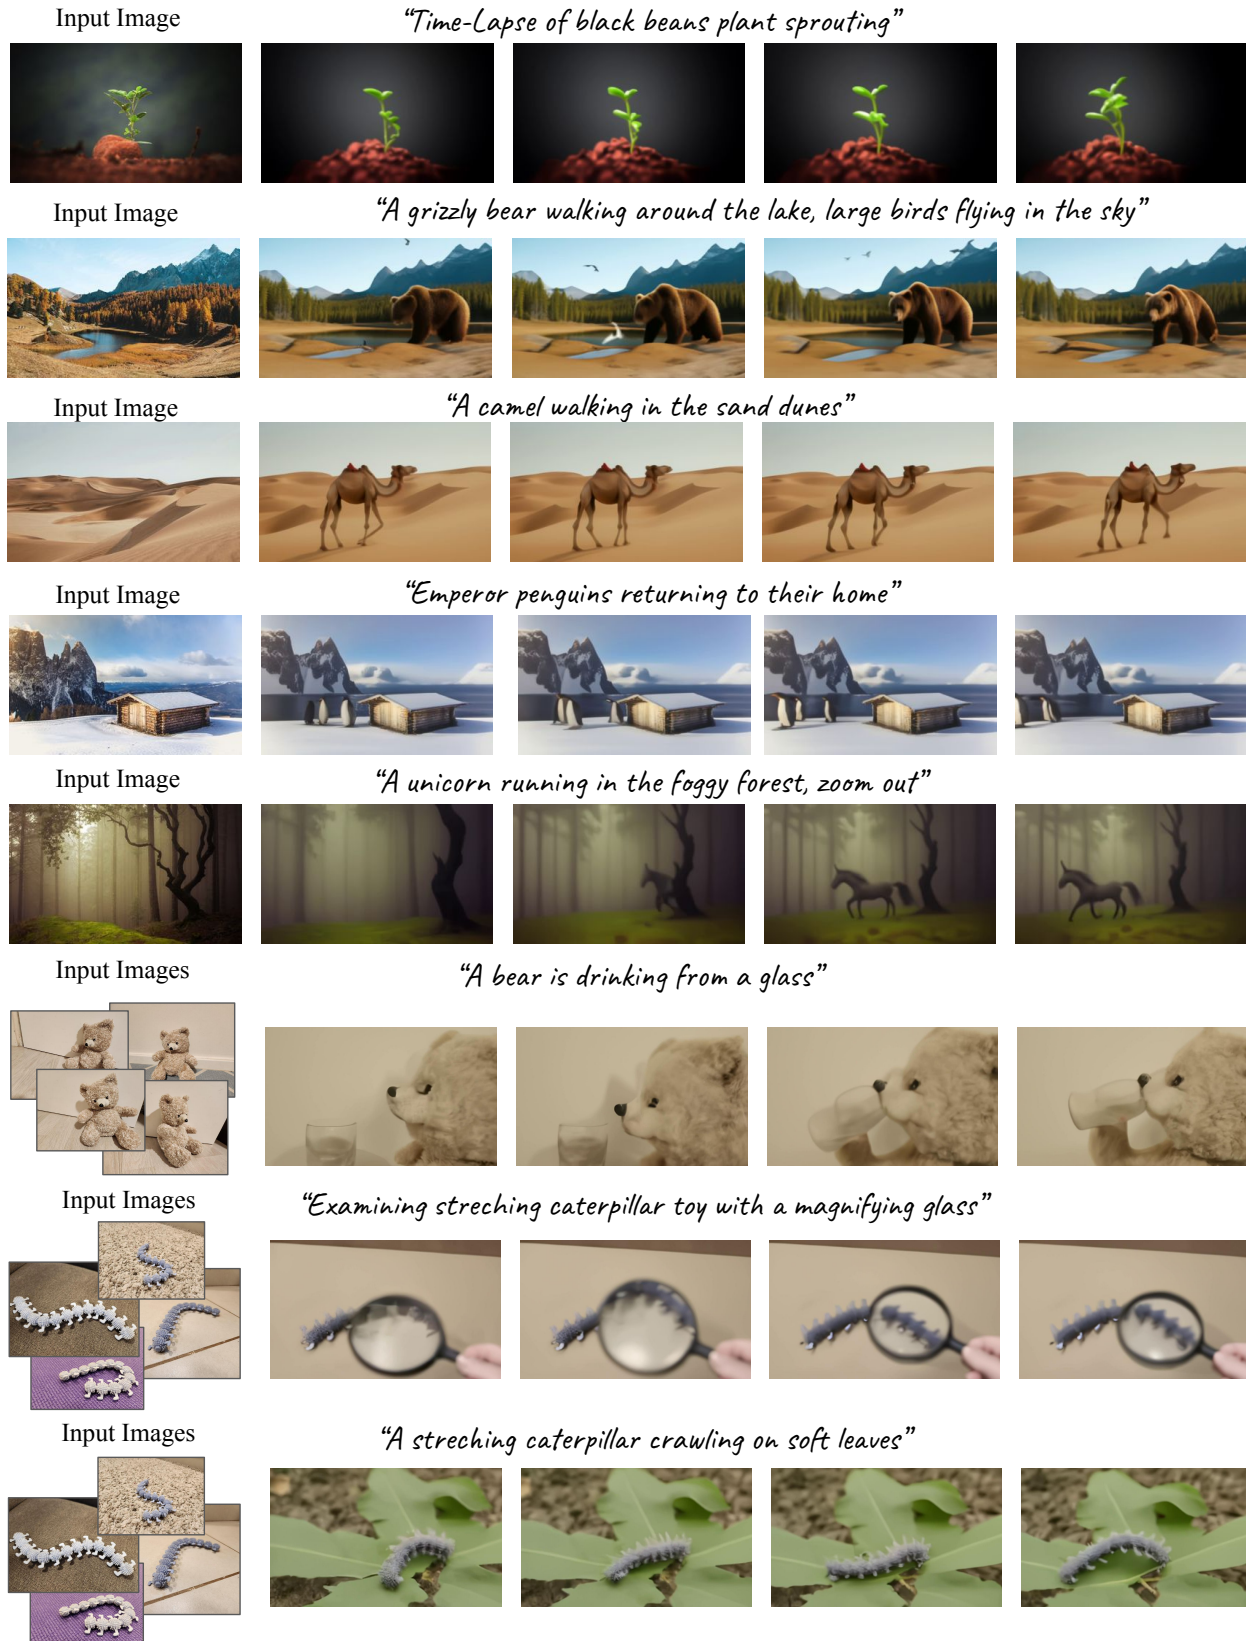 Input Image
“Time-Lapse of black beans plant sprouting”
Input Image
“A grizzly bear walking around the lake, large birds flying in the sky”
Input Image
“A camel walking in the sand dunes”
Input Image
“Emperor penguins returning to their home”
Input Image
“A unicorn running in the foggy forest, zoom out”
Input Images
“A bear is drinking from a glass”
Input Images
“Examining streching caterpillar toy with a magnifying glass”
Input Images
“A streching caterpillar crawling on soft leaves”